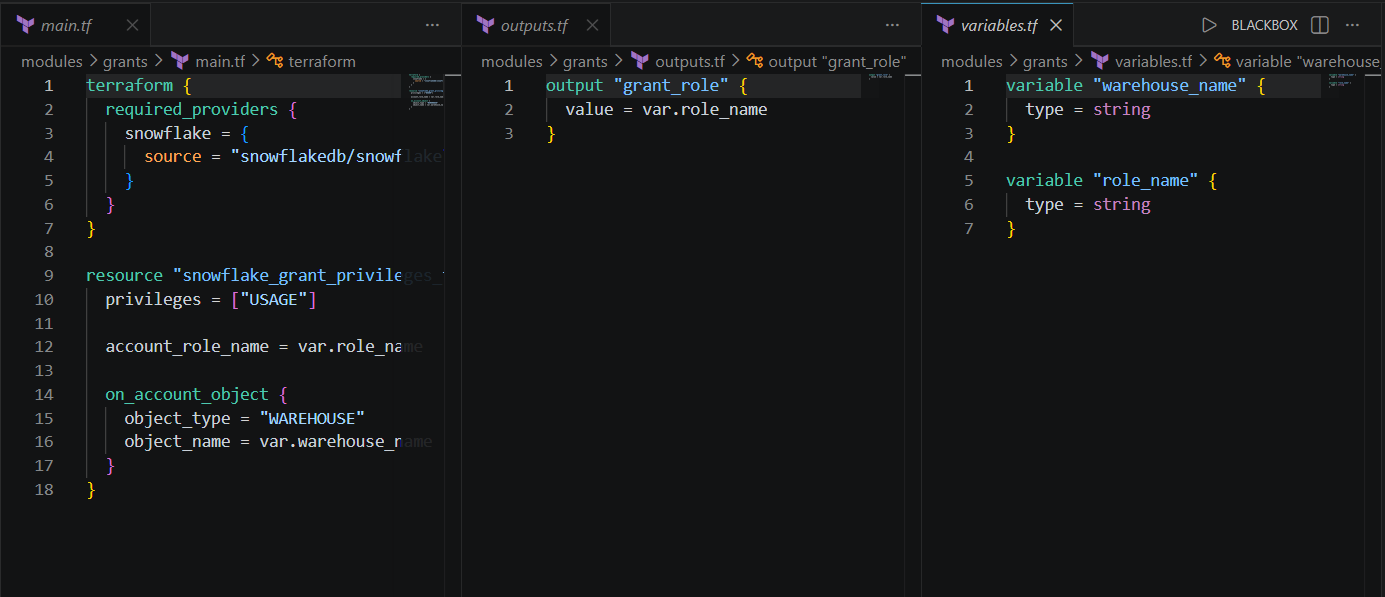 main.tf
modules > grants > main.tf > terraform
1 terraform {
2 required_providers {
3 snowflake = {
4 source = "snowflakedb/snowflake
5 }
6 }
7 }
8
9 resource "snowflake_grant_privileges_
10 privileges = ["USAGE"]
11
12 account_role_name = var.role_name
13
14 on_account_object {
15 object_type = "WAREHOUSE"
16 object_name = var.warehouse_name
17 }
18 }
outputs.tf
modules > grants > outputs.tf > output "grant_role"
1 output "grant_role" {
2 value = var.role_name
3 }
variables.tf
BLACKBOX
modules > grants > variables.tf > variable "warehouse
1 variable "warehouse_name" {
2 type = string
3 }
4
5 variable "role_name" {
6 type = string
7 }